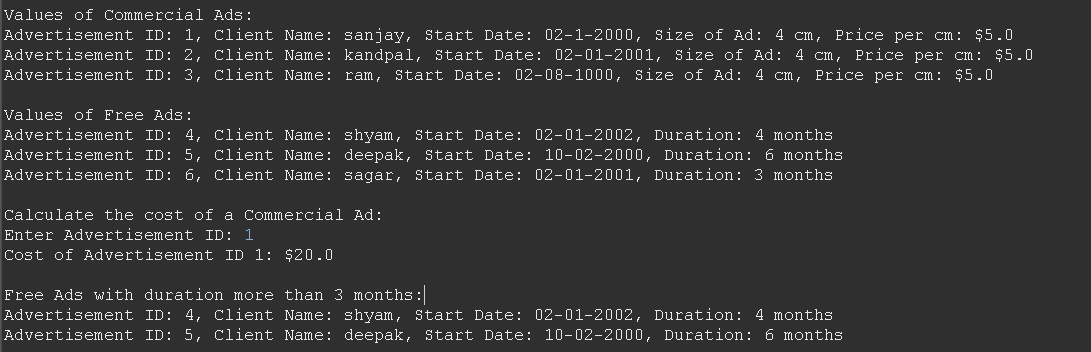 Values of Commercial Ads:
Advertisement ID: 1, Client Name: sanjay, Start Date: 02-1-2000, Size of Ad: 4 cm, Price per cm: $5.0
Advertisement ID: 2, Client Name: kandpal, Start Date: 02-01-2001, Size of Ad: 4 cm, Price per cm: $5.0
Advertisement ID: 3, Client Name: ram, Start Date: 02-08-1000, Size of Ad: 4 cm, Price per cm: $5.0
Values of Free Ads:
Advertisement ID: 4, Client Name: shyam, Start Date: 02-01-2002, Duration: 4 months
Advertisement ID: 5, Client Name: deepak, Start Date: 10-02-2000, Duration: 6 months
Advertisement ID: 6, Client Name: sagar, Start Date: 02-01-2001, Duration: 3 months
Calculate the cost of a Commercial Ad:
Enter Advertisement ID: 1
Cost of Advertisement ID 1: $20.0
Free Ads with duration more than 3 months:
Advertisement ID: 4, Client Name: shyam, Start Date: 02-01-2002, Duration: 4 months
Advertisement ID: 5, Client Name: deepak, Start Date: 10-02-2000, Duration: 6 months